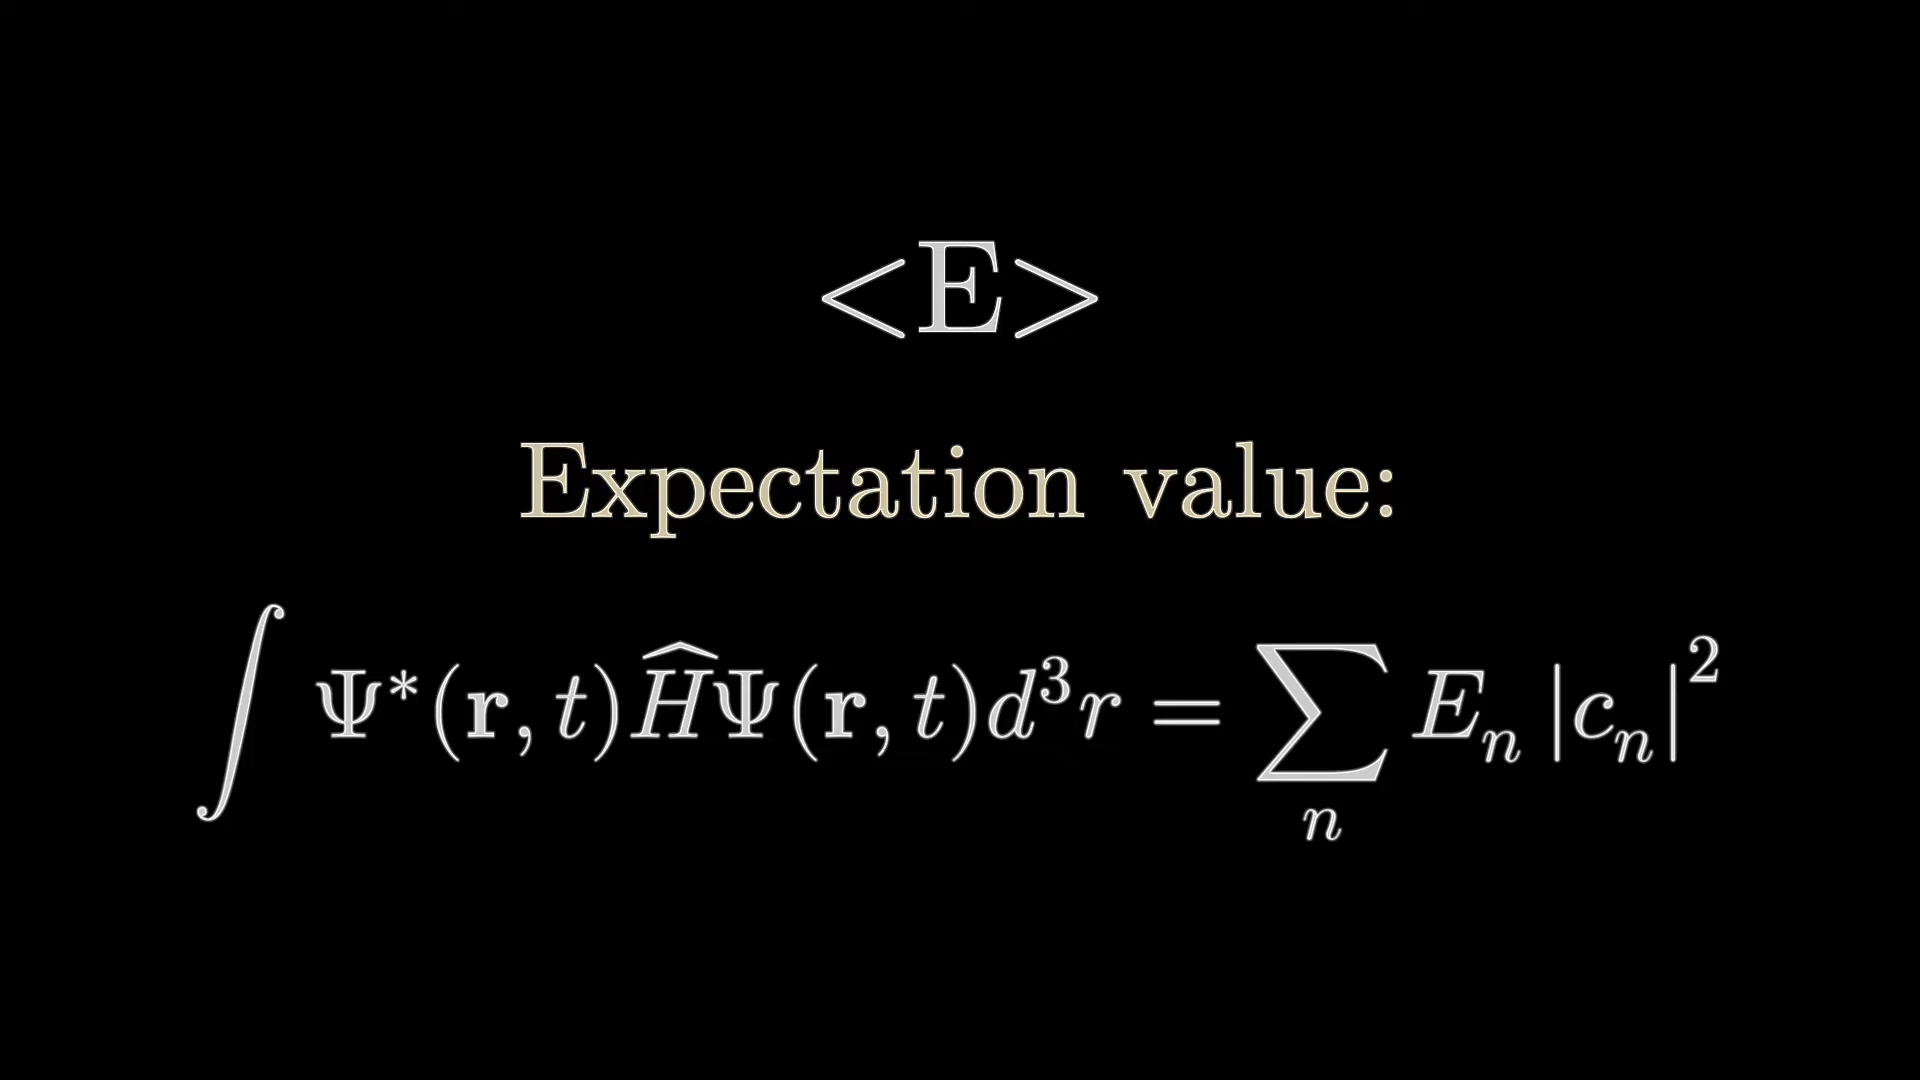 <E>
Expectation value:
∫ Ψ*(𝐫, t)ĤΨ(𝐫, t)d³r = ∑ₙ Eₙ |cₙ|²